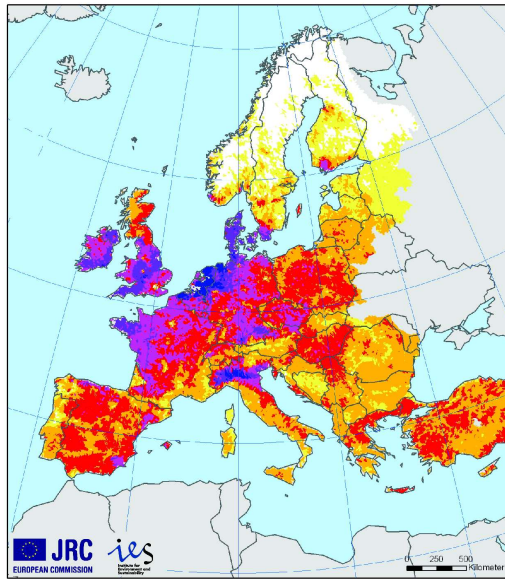 JRC
EUROPEAN COMMISSION
ies
Institute for
Environment and
Sustainability
0 250 500
Kilometer